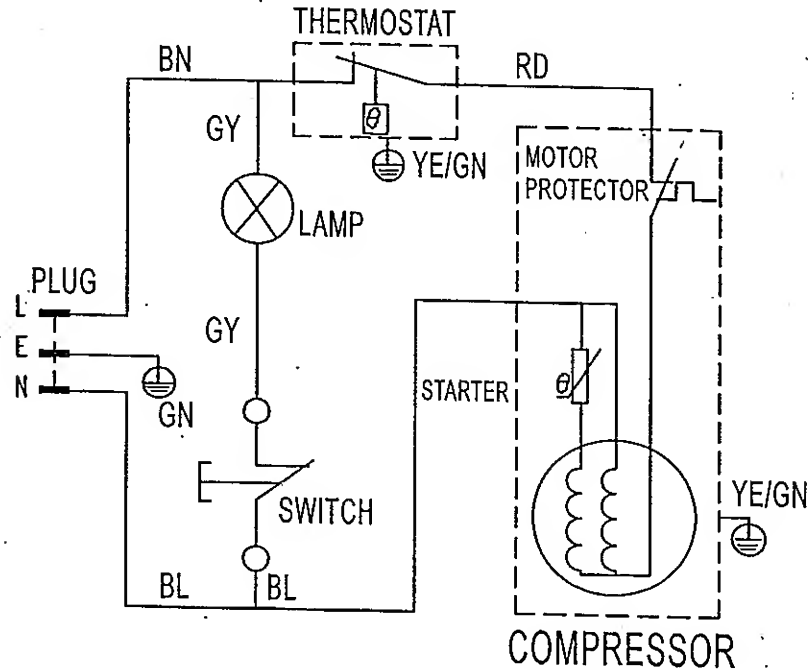 THERMOSTAT
BN
RD
GY
θ
YE/GN
MOTOR
PROTECTOR
LAMP
PLUG
L
GY
E
N
GN
STARTER
θ
SWITCH
YE/GN
BL
BL
COMPRESSOR